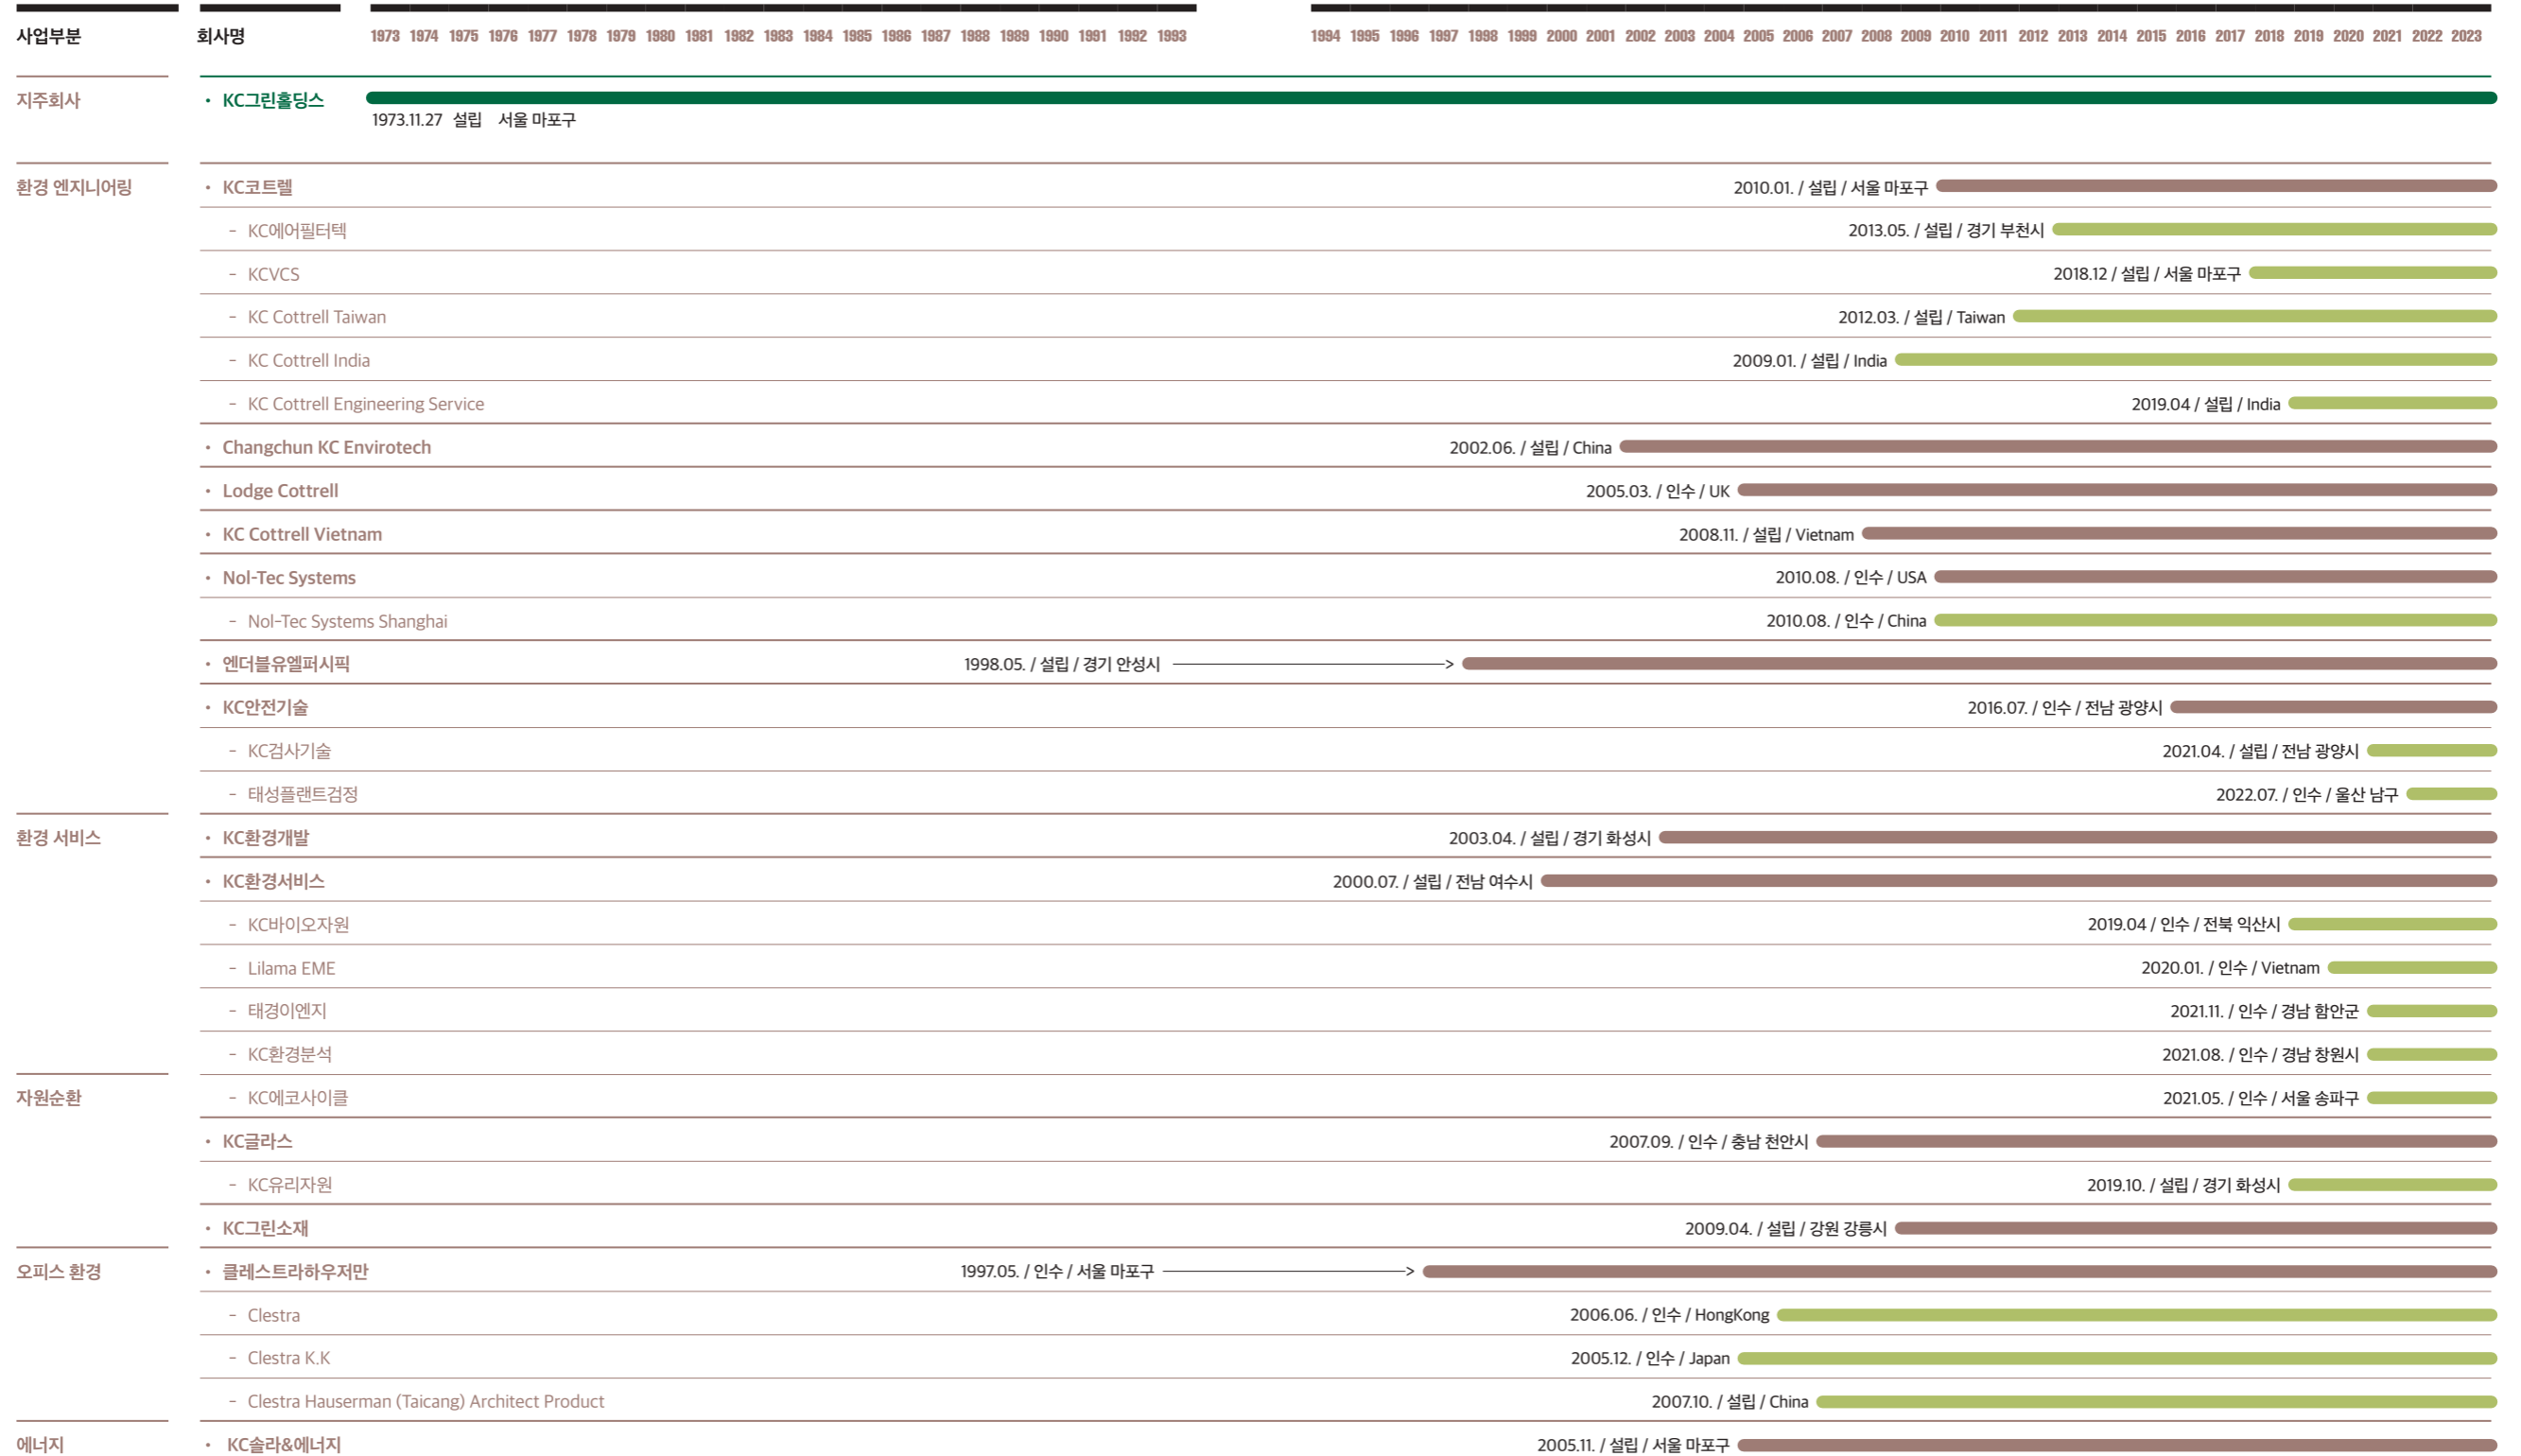 사업부분 회사명 1973 1974 1975 1976 1977 1978 1979 1980 1981 1982 1983 1984 1985 1986 1987 1988 1989 1990 1991 1992 1993 1994 1995 1996 1997 1998 1999 2000 2001 2002 2003 2004 2005 2006 2007 2008 2009 2010 2011 2012 2013 2014 2015 2016 2017 2018 2019 2020 2021 2022 2023
지주회사 • KC그린홀딩스
1973.11.27 설립 서울 마포구
환경 엔지니어링 • KC코트렐 2010.01. / 설립 / 서울 마포구
- KC에어필터텍 2013.05. / 설립 / 경기 부천시
- KCVCS 2018.12 / 설립 / 서울 마포구
- KC Cottrell Taiwan 2012.03. / 설립 / Taiwan
- KC Cottrell India 2009.01. / 설립 / India
- KC Cottrell Engineering Service 2019.04 / 설립 / India
• Changchun KC Envirotech 2002.06. / 설립 / China
• Lodge Cottrell 2005.03. / 인수 / UK
• KC Cottrell Vietnam 2008.11. / 설립 / Vietnam
• Nol-Tec Systems 2010.08. / 인수 / USA
- Nol-Tec Systems Shanghai 2010.08. / 인수 / China
• 엔더블유엘퍼시픽 1998.05. / 설립 / 경기 안성시
• KC안전기술 2016.07. / 인수 / 전남 광양시
- KC검사기술 2021.04. / 설립 / 전남 광양시
- 태성플랜트검정 2022.07. / 인수 / 울산 남구
환경 서비스 • KC환경개발 2003.04. / 설립 / 경기 화성시
• KC환경서비스 2000.07. / 설립 / 전남 여수시
- KC바이오자원 2019.04 / 인수 / 전북 익산시
- Lilama EME 2020.01. / 인수 / Vietnam
- 태경이엔지 2021.11. / 인수 / 경남 함안군
- KC환경분석 2021.08. / 인수 / 경남 창원시
자원순환 - KC에코사이클 2021.05. / 인수 / 서울 송파구
• KC글라스 2007.09. / 인수 / 충남 천안시
- KC유리자원 2019.10. / 설립 / 경기 화성시
• KC그린소재 2009.04. / 설립 / 강원 강릉시
오피스 환경 • 클레스트라하우저만 1997.05. / 인수 / 서울 마포구
- Clestra 2006.06. / 인수 / HongKong
- Clestra K.K 2005.12. / 인수 / Japan
- Clestra Hauserman (Taicang) Architect Product 2007.10. / 설립 / China
에너지 • KC솔라&에너지 2005.11. / 설립 / 서울 마포구